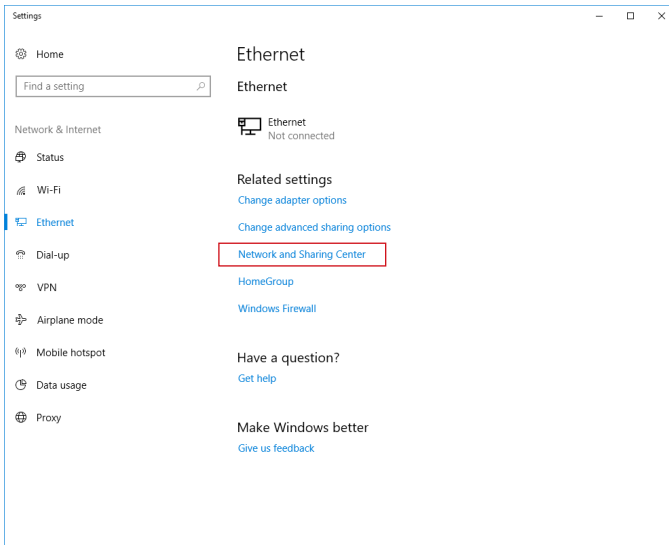 Settings
Home
Find a setting
Network & Internet
Status
Wi-Fi
Ethernet
Dial-up
VPN
Airplane mode
Mobile hotspot
Data usage
Proxy
Ethernet
Ethernet
Ethernet
Not connected
Related settings
Change adapter options
Change advanced sharing options
Network and Sharing Center
HomeGroup
Windows Firewall
Have a question?
Get help
Make Windows better
Give us feedback